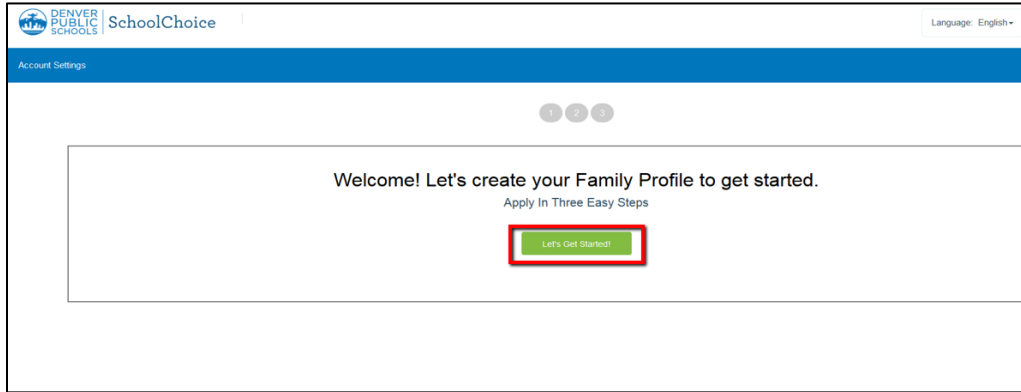 DENVER
PUBLIC
SCHOOLS
SchoolChoice
Language: English
Account Settings
1 2 3
Welcome! Let's create your Family Profile to get started.
Apply In Three Easy Steps
Let's Get Started!